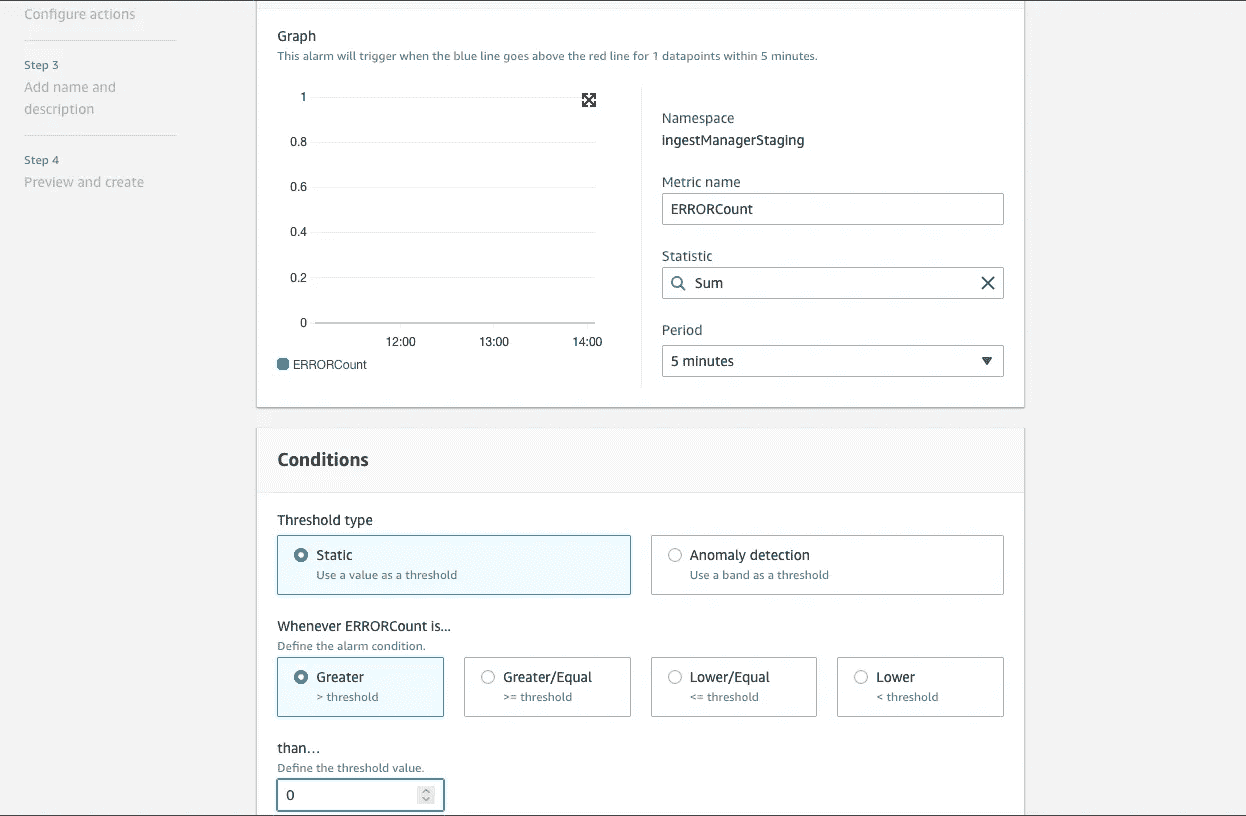 Configure actions
Step 3
Add name and
description
Step 4
Preview and create
Graph
This alarm will trigger when the blue line goes above the red line for 1 datapoints within 5 minutes.
1
0.8
0.6
0.4
0.2
0
12:00 13:00 14:00
ERRORCount
Namespace
ingestManagerStaging
Metric name
ERRORCount
Statistic
Sum
Period
5 minutes
Conditions
Threshold type
Static
Use a value as a threshold
Anomaly detection
Use a band as a threshold
Whenever ERRORCount is...
Define the alarm condition.
Greater
> threshold
Greater/Equal
>= threshold
Lower/Equal
<= threshold
Lower
< threshold
than...
Define the threshold value.
0